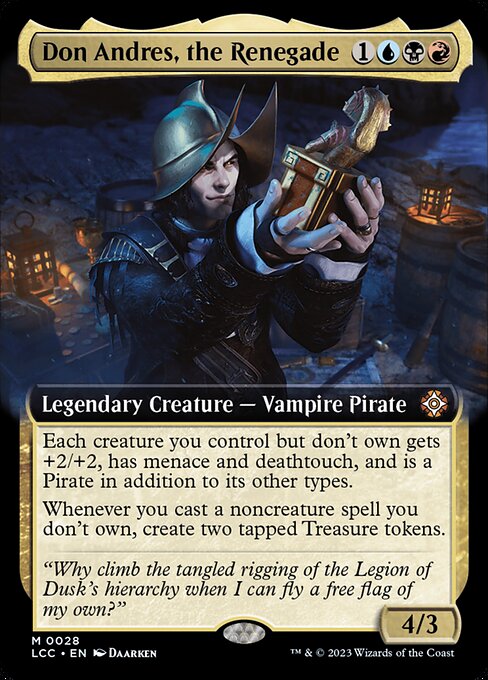 Don Andres, the Renegade 1
Legendary Creature — Vampire Pirate
Each creature you control but don't own gets
+2/+2, has menace and deathtouch, and is a
Pirate in addition to its other types.
Whenever you cast a noncreature spell you
don't own, create two tapped Treasure tokens.
“Why climb the tangled rigging of the Legion of
Dusk's hierarchy when I can fly a free flag of
my own?”
4/3
M 0028
LCC • EN Daarken
™ & © 2023 Wizards of the Coast